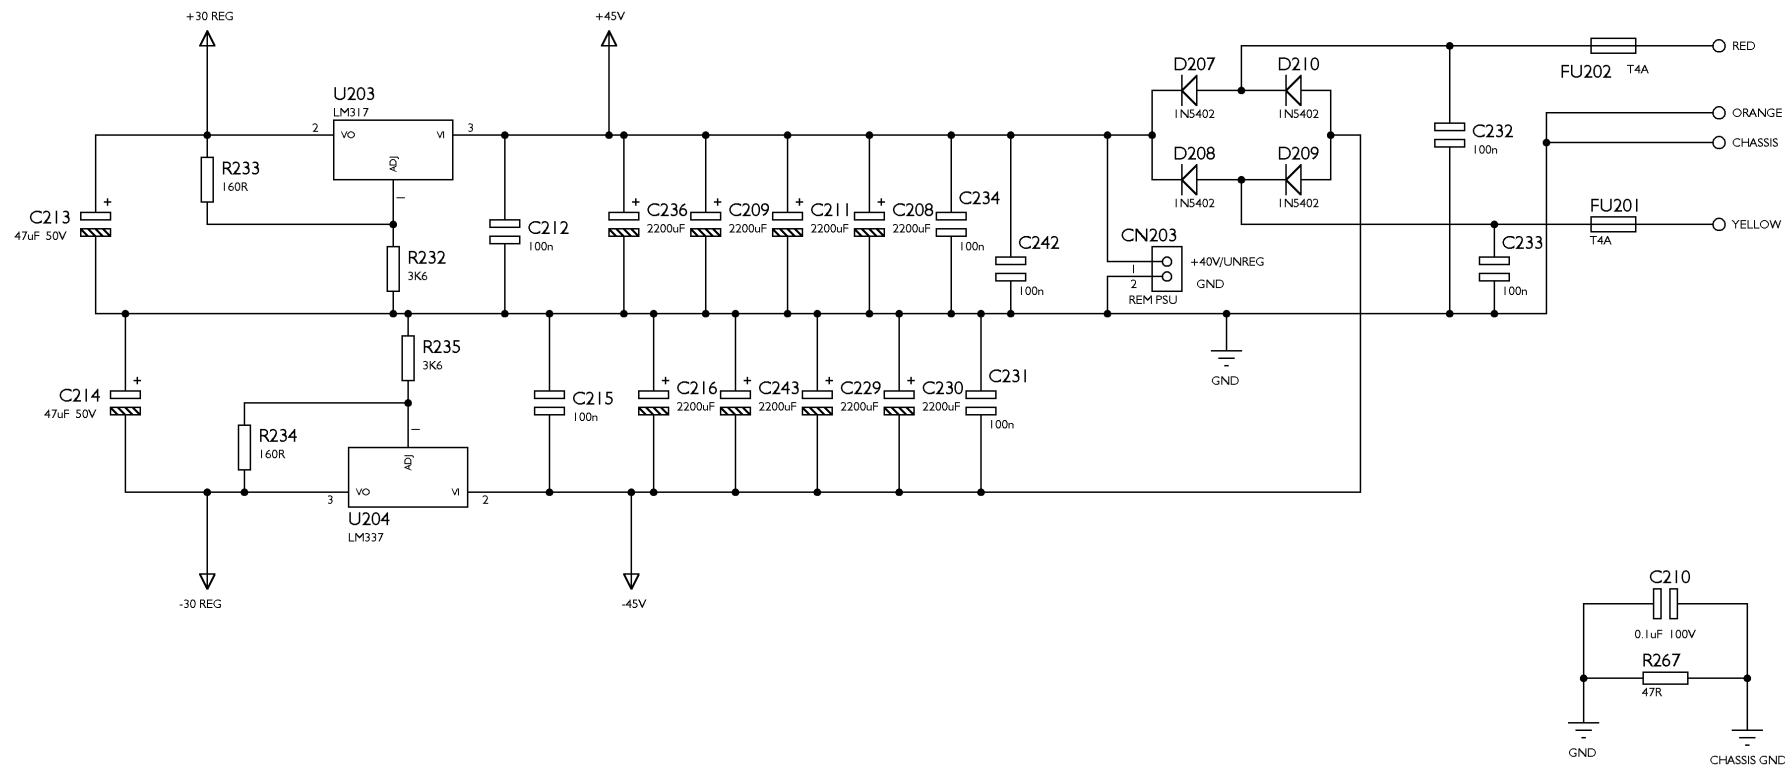 +30 REG
+45V
RED
FU202
T4A
D207
1N5402
D210
1N5402
U203
LM317
2
VO
VI
3
ADJ
1
ORANGE
CHASSIS
C232
100n
D208
1N5402
D209
1N5402
R233
160R
C213
+
47uF 50V
C212
100n
+
C236
2200uF
+
C209
2200uF
+
C211
2200uF
+
C208
2200uF
C234
100n
C242
100n
FU201
T4A
YELLOW
C233
100n
CN203
1
2
+40V/UNREG
GND
REM PSU
R232
3K6
R235
3K6
GND
C214
+
47uF 50V
C215
100n
+
C216
2200uF
+
C243
2200uF
+
C229
2200uF
+
C230
2200uF
C231
100n
R234
160R
1
ADJ
3
VO
VI
2
U204
LM337
-30 REG
-45V
C210
0.1uF 100V
R267
47R
GND
CHASSIS GND